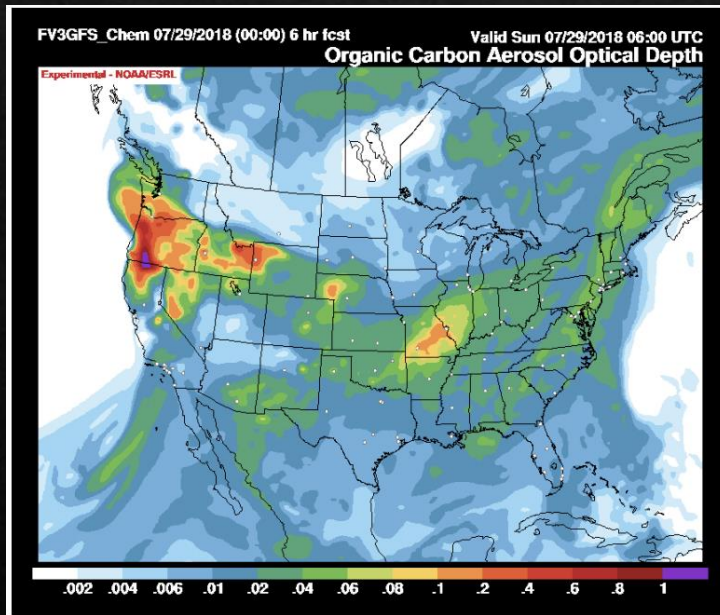 FV3GFS_Chem 07/29/2018 (00:00) 6 hr fcst Valid Sun 07/29/2018 06:00 UTC
Organic Carbon Aerosol Optical Depth
Experimental - NOAA/ESRL
.002 .004 .006 .01 .02 .04 .06 .08 .1 .2 .4 .6 .8 1